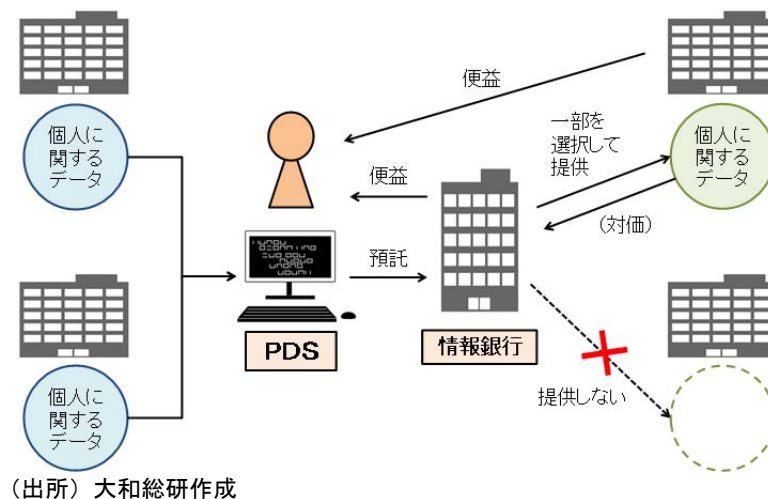 個人に
関する
データ
便益
一部を
選択して
提供
個人に
関する
データ
便益
(対価)
預託
PDS
情報銀行
個人に
関する
データ
提供しない
（出所）大和総研作成